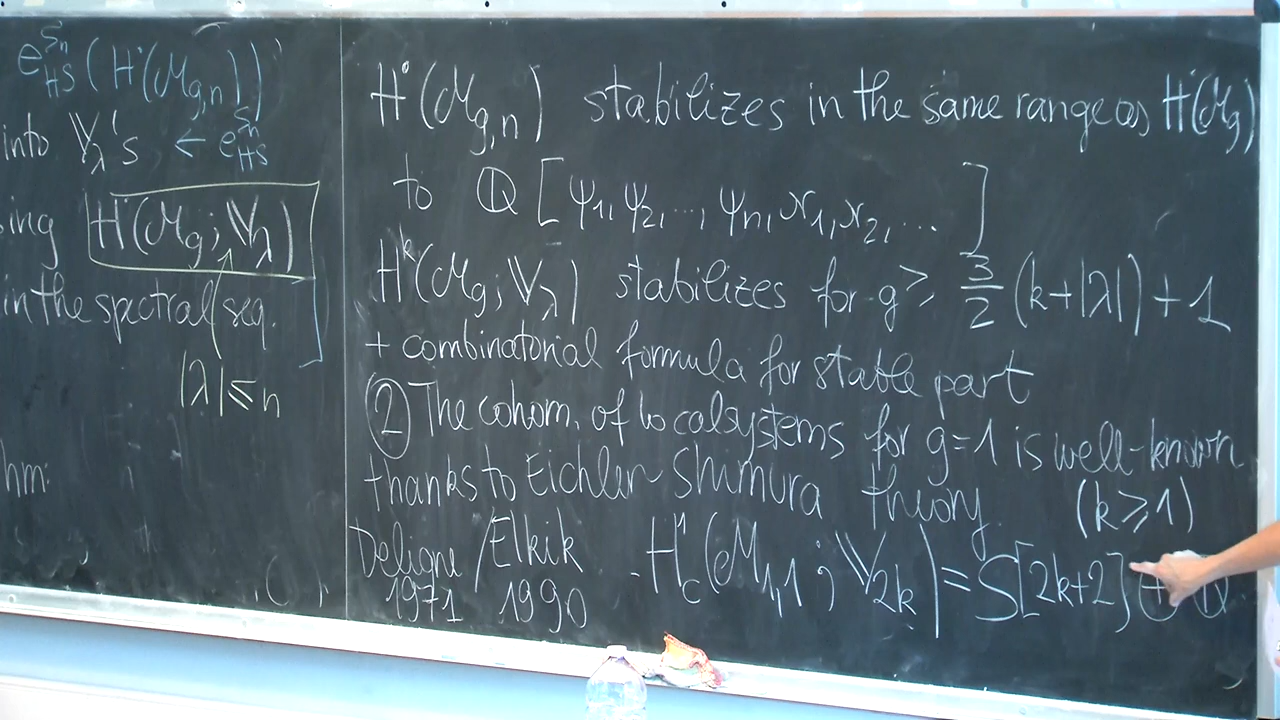 e^{S_n}_{HS}(H^•(M_{g,n}))
into V_λ's ← e^{S_n}_{HS}
ing H^•(M_g; V_λ)
in the spectral seq.
|λ| ≤ n
hm:
H^•(M_{g,n}) stabilizes in the same range as H^•(M_g)
to Q[ψ_1, ψ_2, ..., ψ_n, x_1, x_2, ...]
H^k(M_g; V_λ) stabilizes for g ≥ 3/2 (k+|λ|) + 1
+ combinatorial formula for stable part
② The cohom. of local systems for g=1 is well-known
thanks to Eichler Shimura theory. (k ≥ 1)
Deligne / Elkik H^1_c(M_{1,1}; V_{2k}) = S[2k+2] ⊕ Q
1971 1990